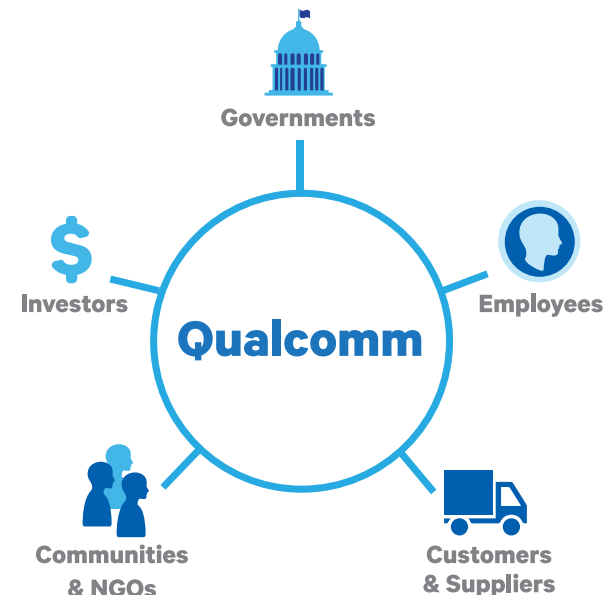 Governments
Investors
Employees
Qualcomm
Communities
& NGOs
Customers
& Suppliers